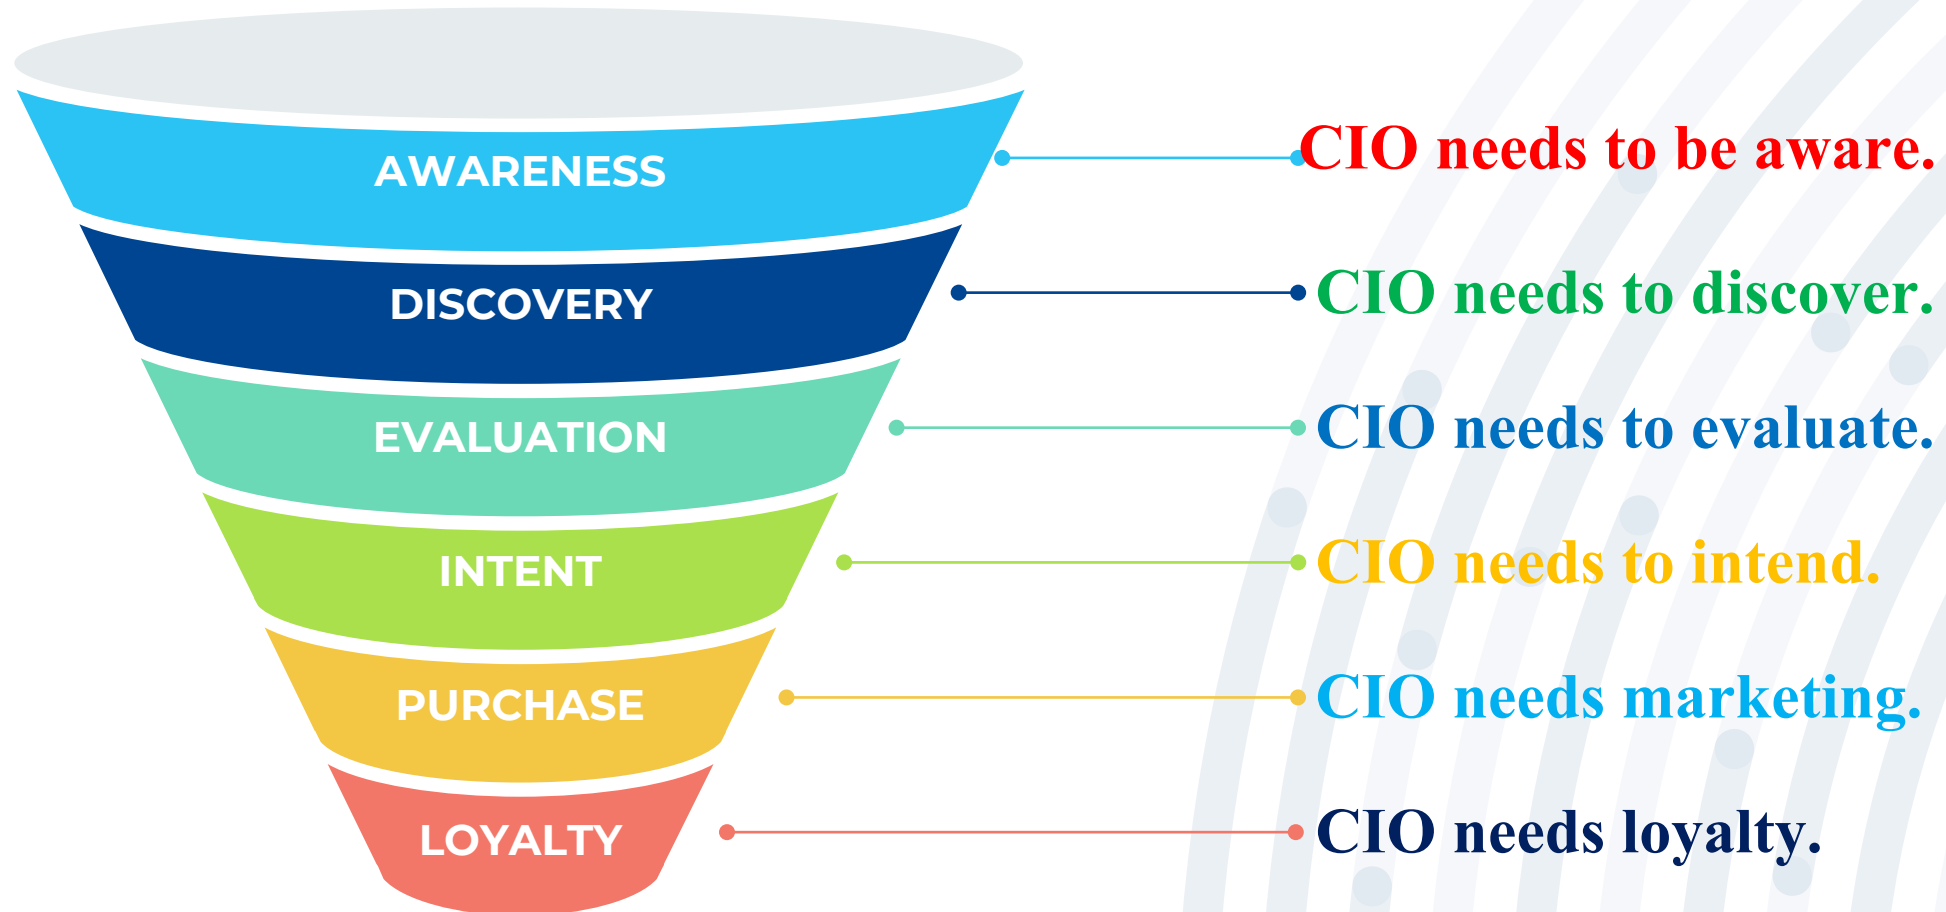 AWARENESS
CIO needs to be aware.
DISCOVERY
CIO needs to discover.
EVALUATION
CIO needs to evaluate.
INTENT
CIO needs to intend.
PURCHASE
CIO needs marketing.
LOYALTY
CIO needs loyalty.